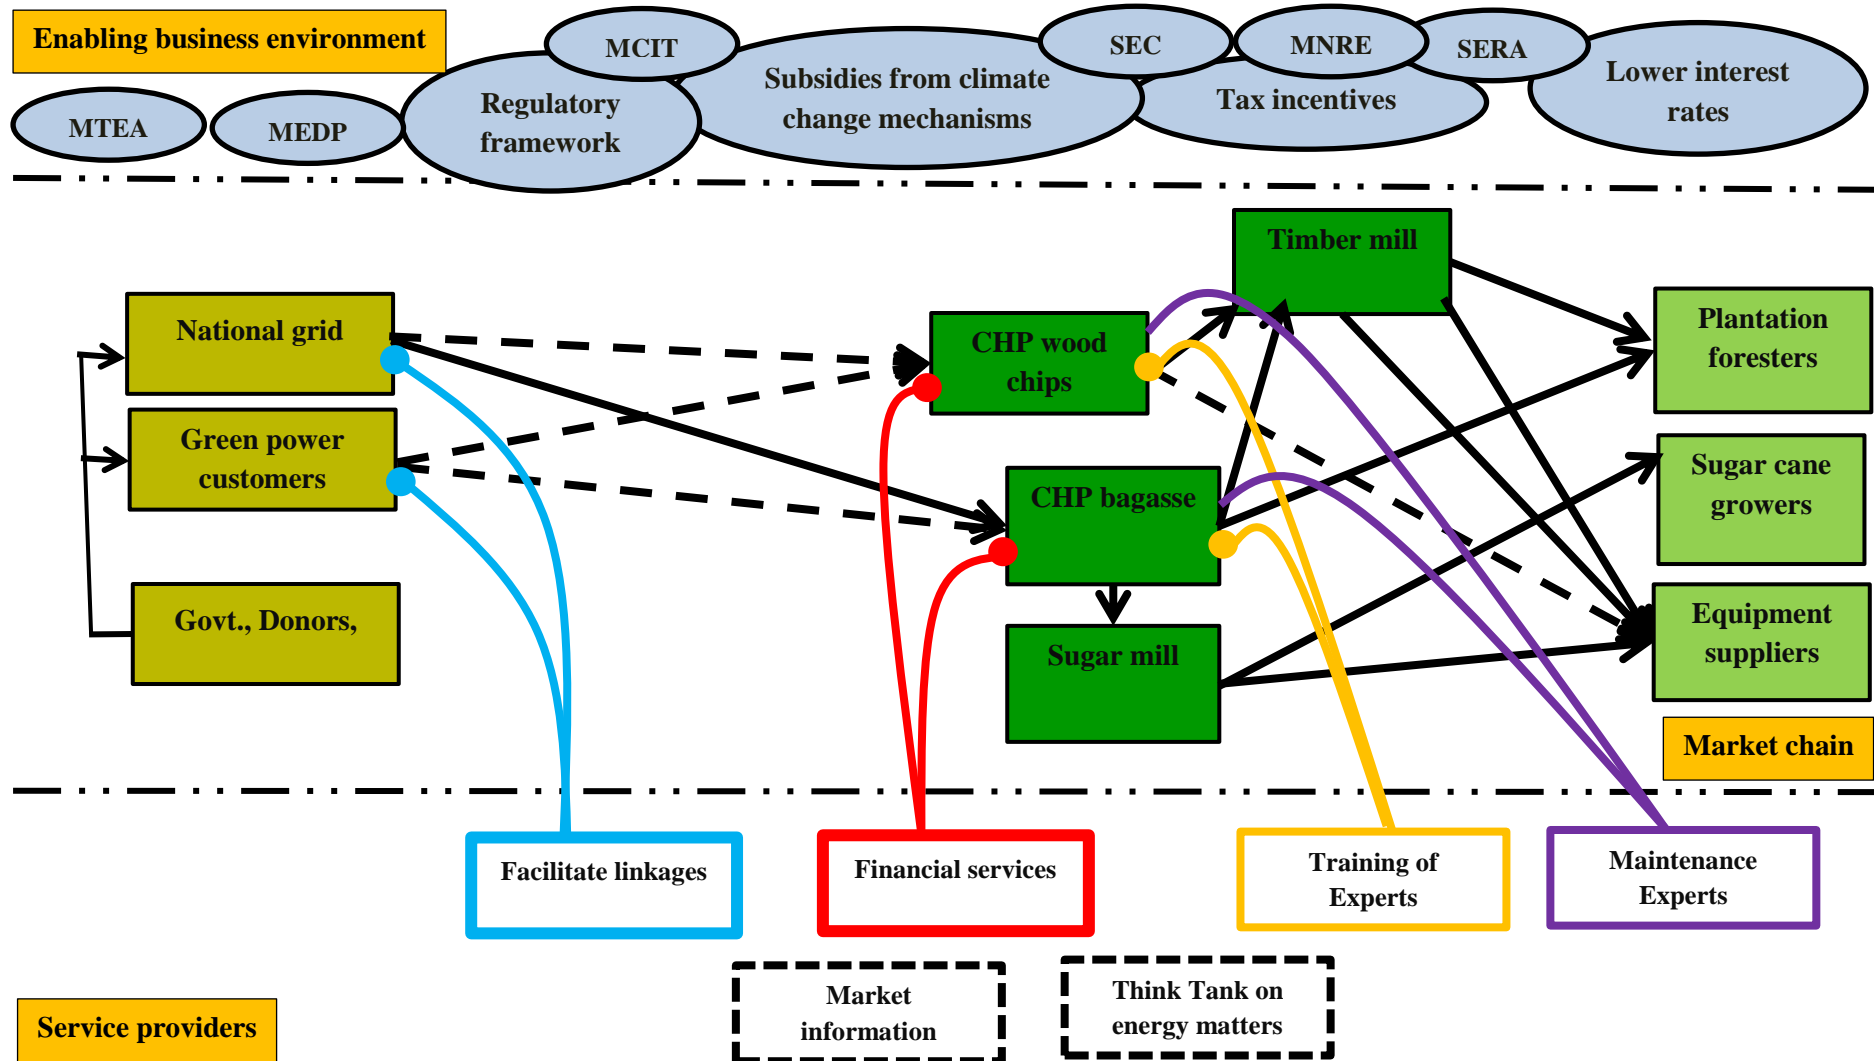 Enabling business environment
MCIT
SEC
MNRE
SERA
MTEA
MEDP
Regulatory
framework
Subsidies from climate
change mechanisms
Tax incentives
Lower interest
rates
Timber mill
National grid
CHP wood
chips
Plantation
foresters
Green power
customers
CHP bagasse
Sugar cane
growers
Govt., Donors,
Sugar mill
Equipment
suppliers
Market chain
Facilitate linkages
Financial services
Training of
Experts
Maintenance
Experts
Market
information
Think Tank on
energy matters
Service providers